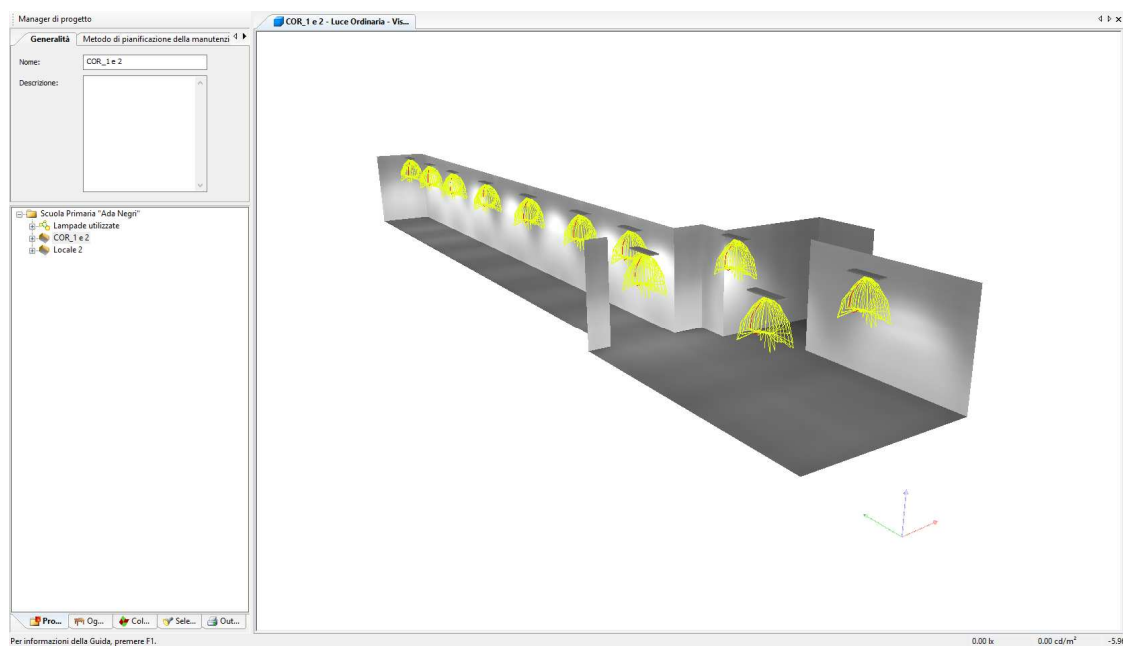 Manager di progetto
COR_1 e 2 - Luce Ordinaria - Vis...
Generalità
Metodo di pianificazione della manutenzi
Nome:
COR_1 e 2
Descrizione:
Scuola Primaria "Ada Negri"
Lampade utilizzate
COR_1 e 2
Locale 2
Pro...
Og...
Col...
Sele...
Out...
Per informazioni della Guida, premere F1.
0.00 lx
0.00 cd/m²